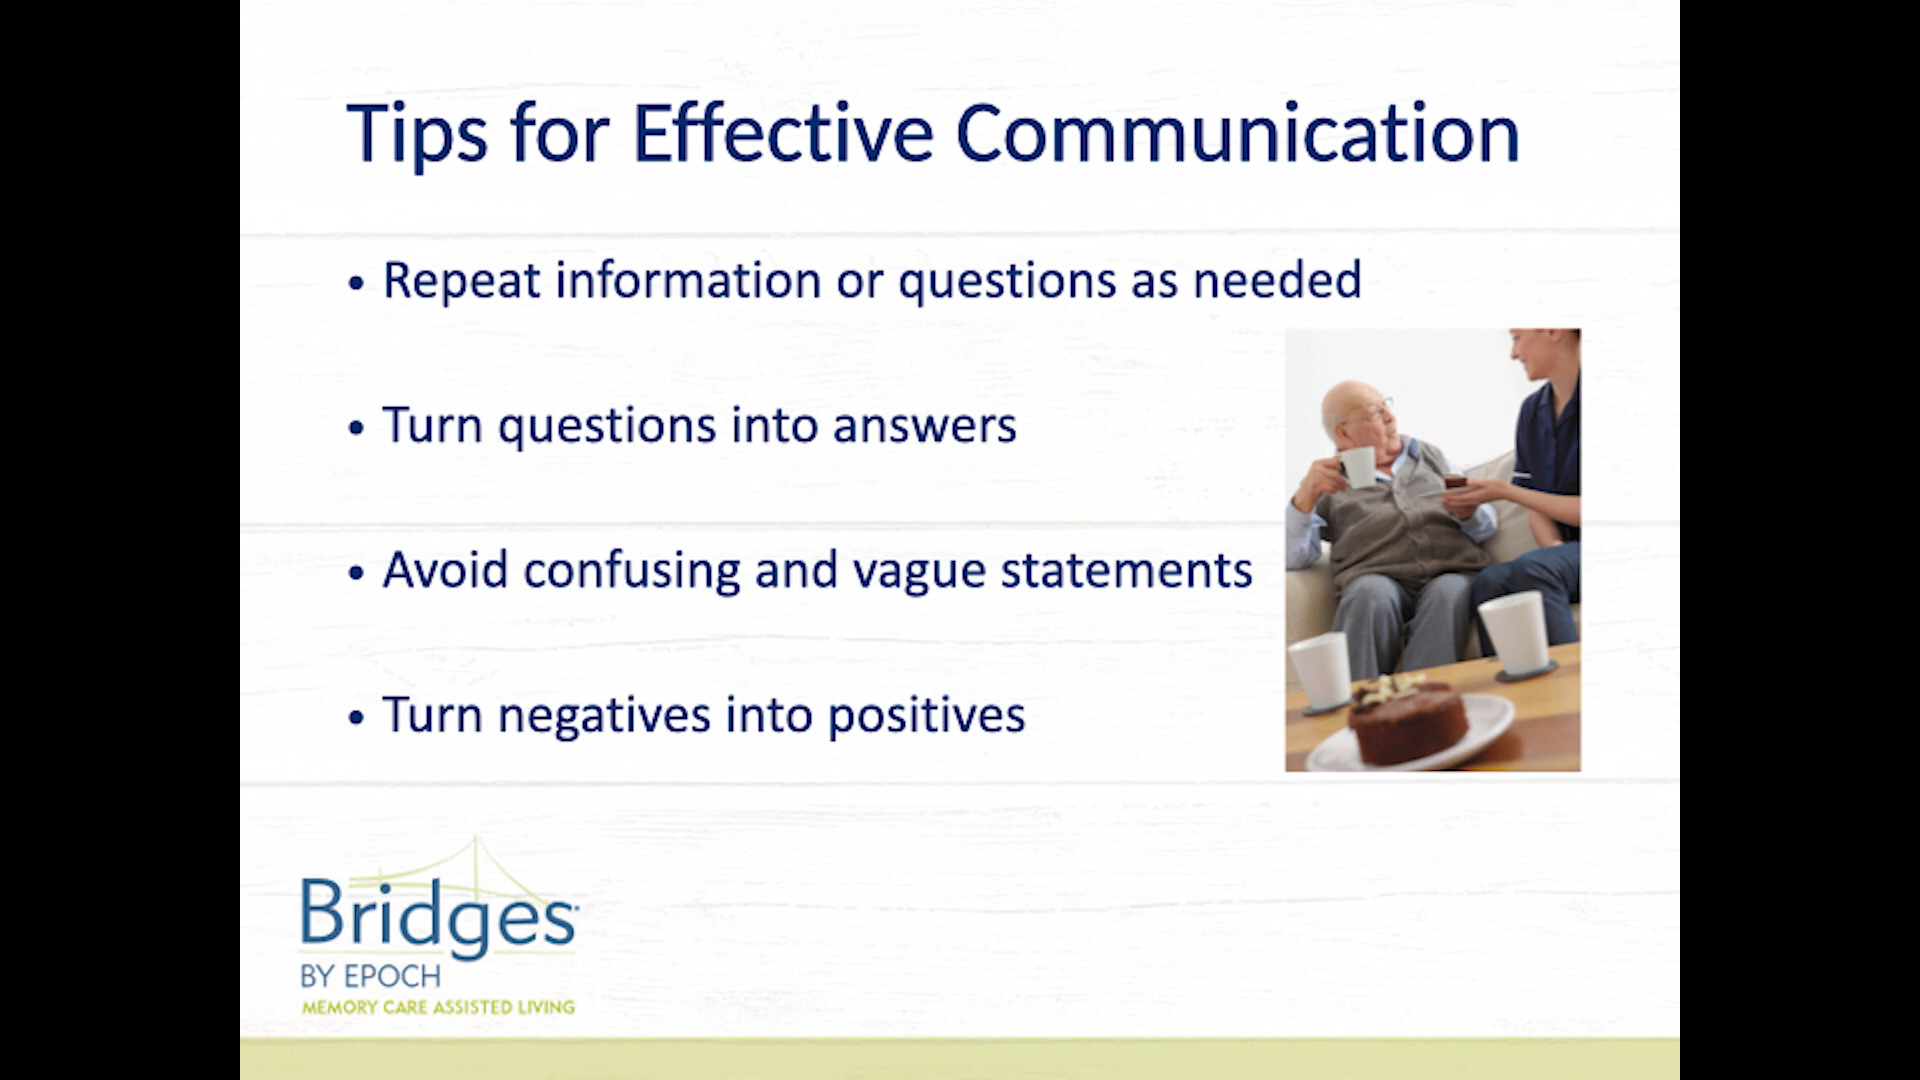 Tips for Effective Communication
• Repeat information or questions as needed
• Turn questions into answers
• Avoid confusing and vague statements
• Turn negatives into positives
Bridges
BY EPOCH
MEMORY CARE ASSISTED LIVING